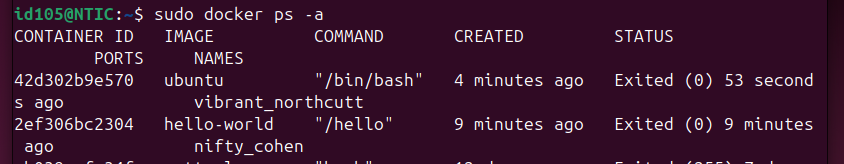 id105@NTIC:~$ sudo docker ps -a
CONTAINER ID   IMAGE         COMMAND       CREATED         STATUS
PORTS     NAMES
42d302b9e570   ubuntu        "/bin/bash"   4 minutes ago   Exited (0) 53 second
s ago             vibrant_northcutt
2ef306bc2304   hello-world   "/hello"      9 minutes ago   Exited (0) 9 minutes
ago              nifty_cohen